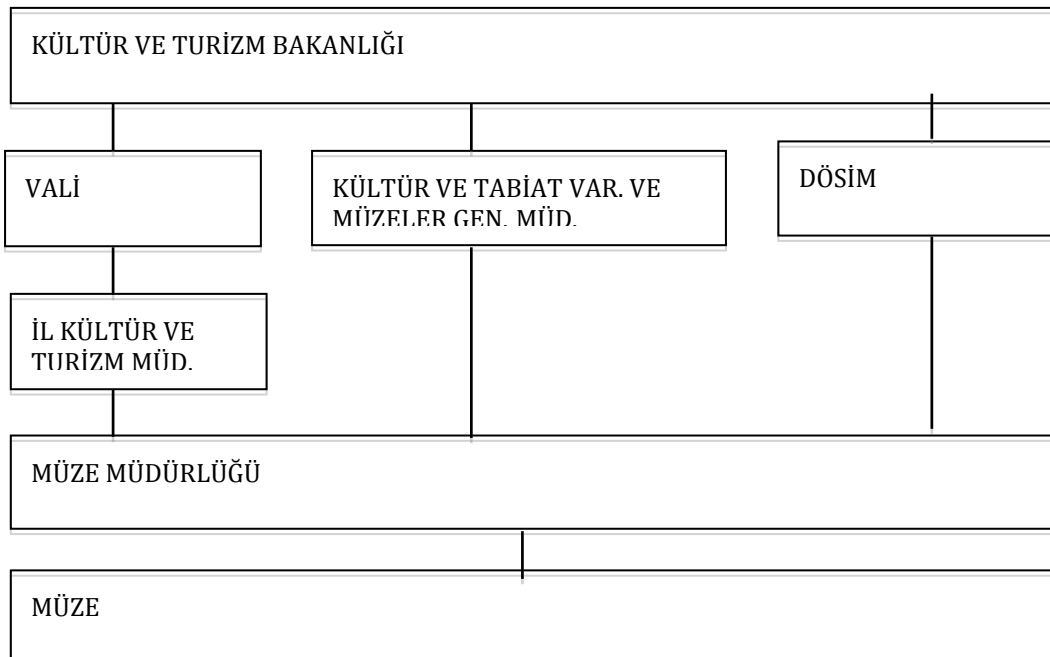 KÜLTÜR VE TURİZM BAKANLIĞI
VALİ
KÜLTÜR VE TABİAT VAR. VE
MÜZELER GEN. MÜD.
DÖSİM
İL KÜLTÜR VE
TURİZM MÜD.
MÜZE MÜDÜRLÜĞÜ
MÜZE